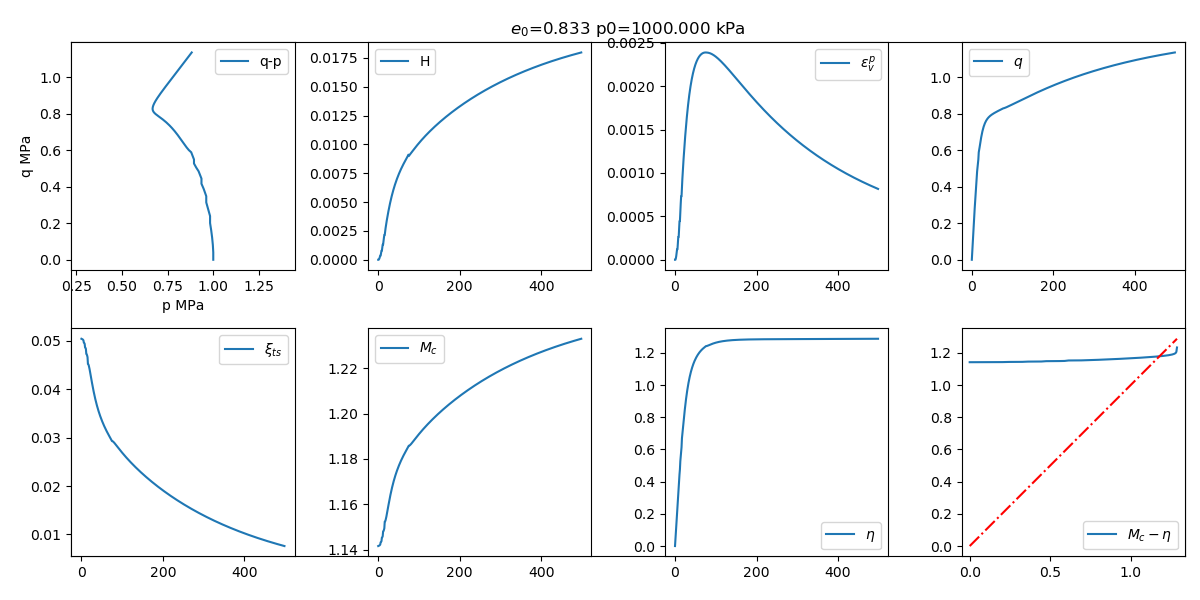 e₀=0.833 p0=1000.000 kPa
q MPa
1.0
0.8
0.6
0.4
0.2
0.0
q-p
0.25 0.50 0.75 1.00 1.25
p MPa
0.0175
0.0150
0.0125
0.0100
0.0075
0.0050
0.0025
0.0000
H
0 200 400
0.0025
0.0020
0.0015
0.0010
0.0005
0.0000
εᵥᵖ
0 200 400
1.0
0.8
0.6
0.4
0.2
0.0
q
0 200 400
0.05
0.04
0.03
0.02
0.01
ξts
0 200 400
1.22
1.20
1.18
1.16
1.14
Mc
0 200 400
1.2
1.0
0.8
0.6
0.4
0.2
0.0
η
0 200 400
1.2
1.0
0.8
0.6
0.4
0.2
0.0
Mc − η
0.0 0.5 1.0